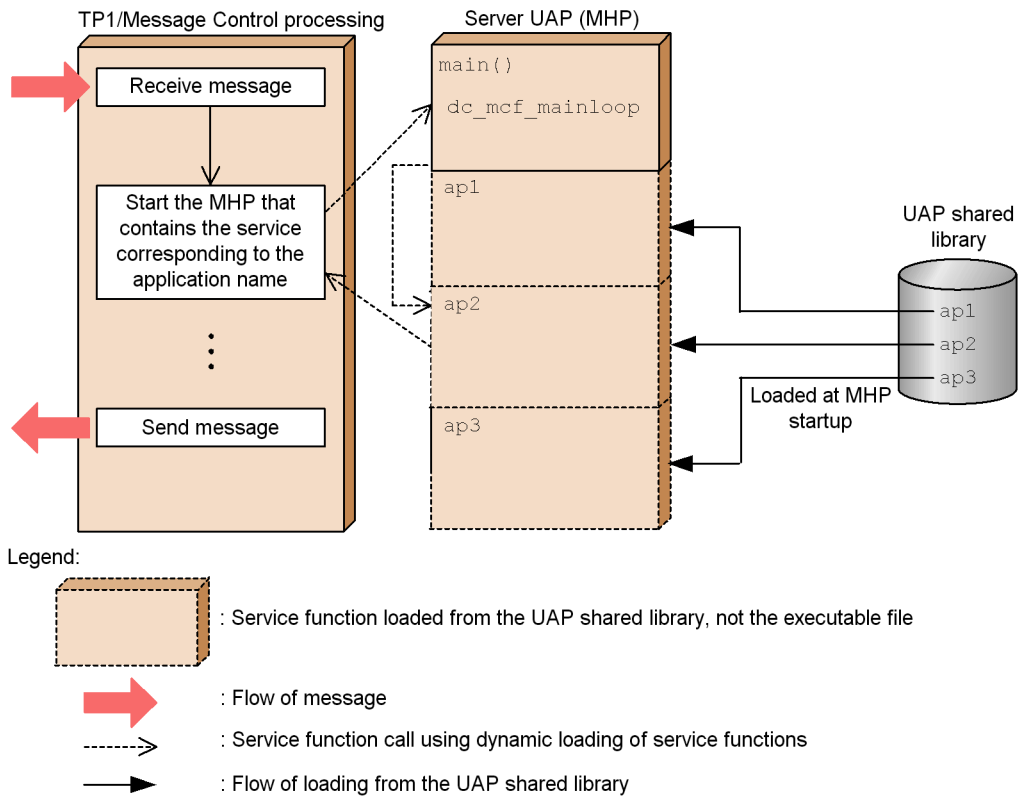 TP1/Message Control processing
Server UAP (MHP)
Receive message
main()
dc_mcf_mainloop
Start the MHP that
contains the service
corresponding to the
application name
ap1
ap2
ap3
Send message
UAP shared
library
ap1
ap2
ap3
Loaded at MHP
startup
Legend:
: Service function loaded from the UAP shared library, not the executable file
: Flow of message
: Service function call using dynamic loading of service functions
: Flow of loading from the UAP shared library